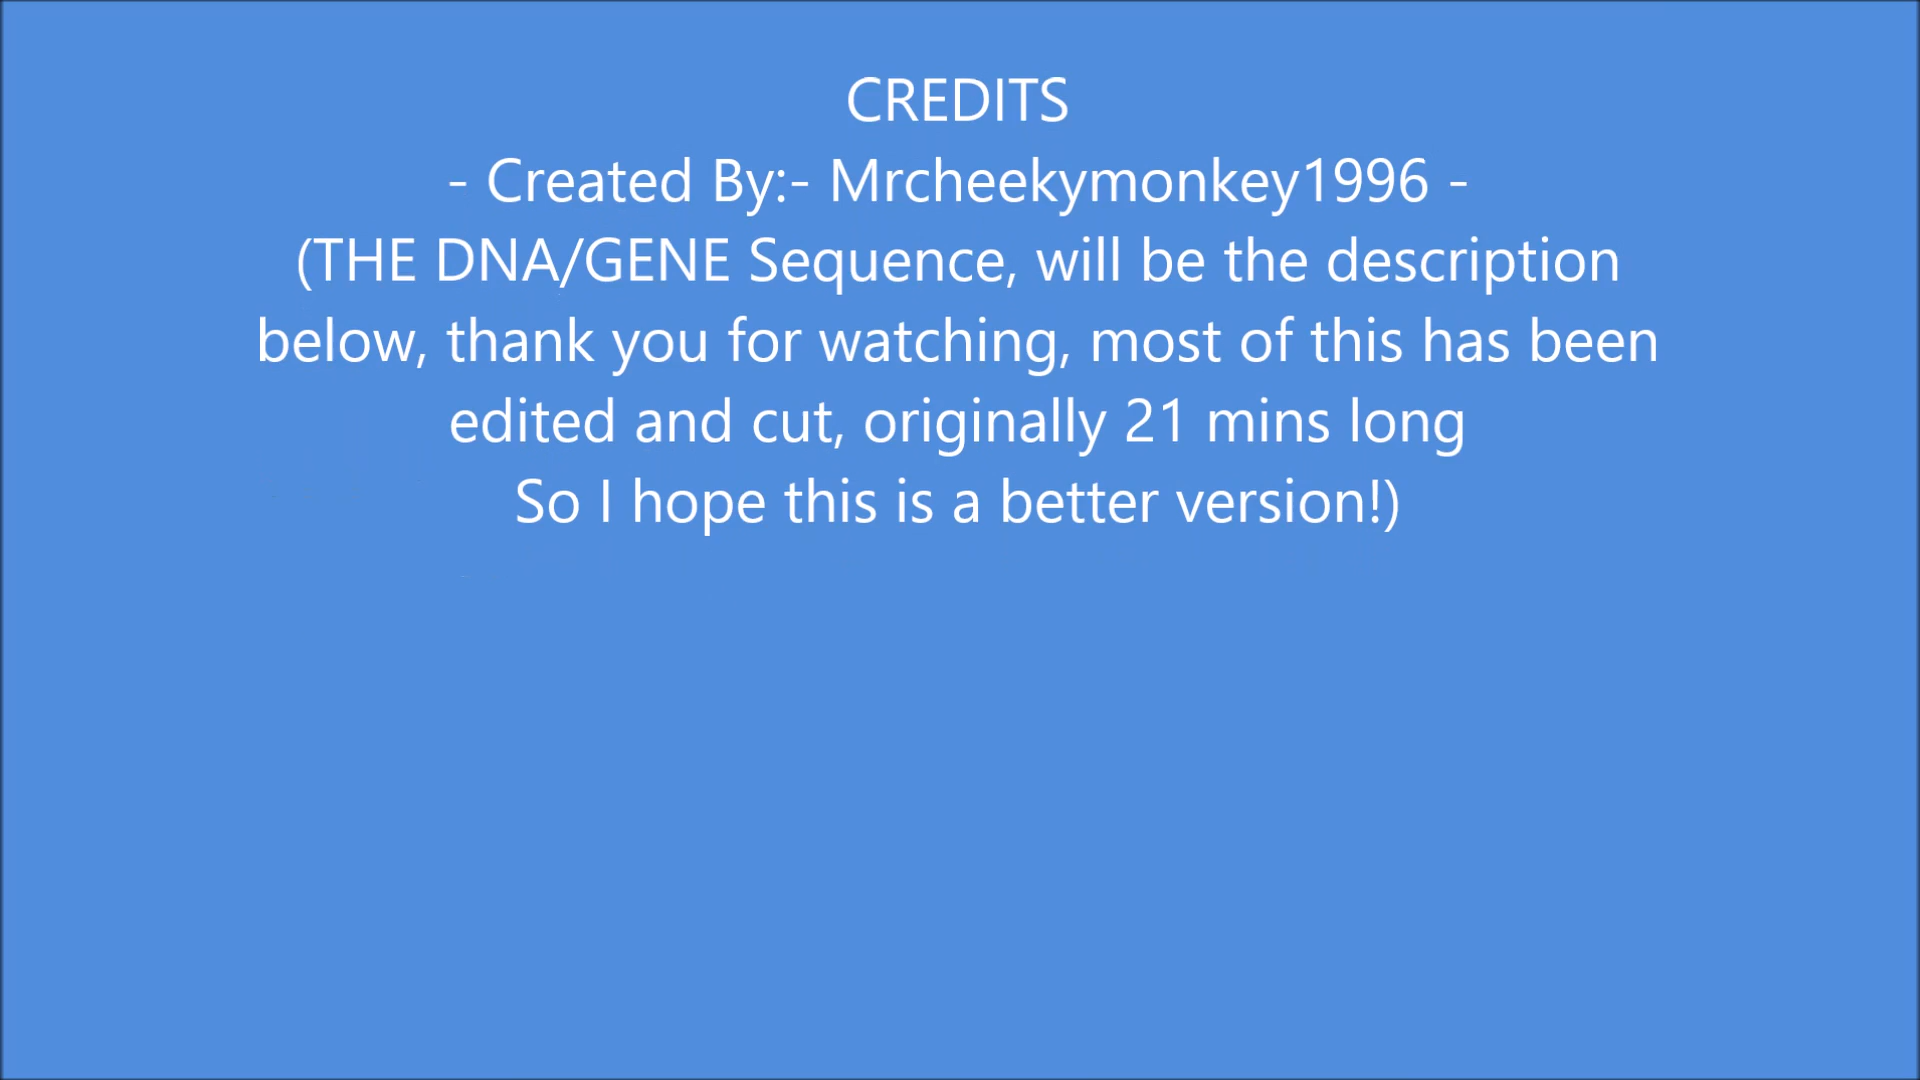 CREDITS
- Created By:- Mrcheekymonkey1996 -
(THE DNA/GENE Sequence, will be the description
below, thank you for watching, most of this has been
edited and cut, originally 21 mins long
So I hope this is a better version!)